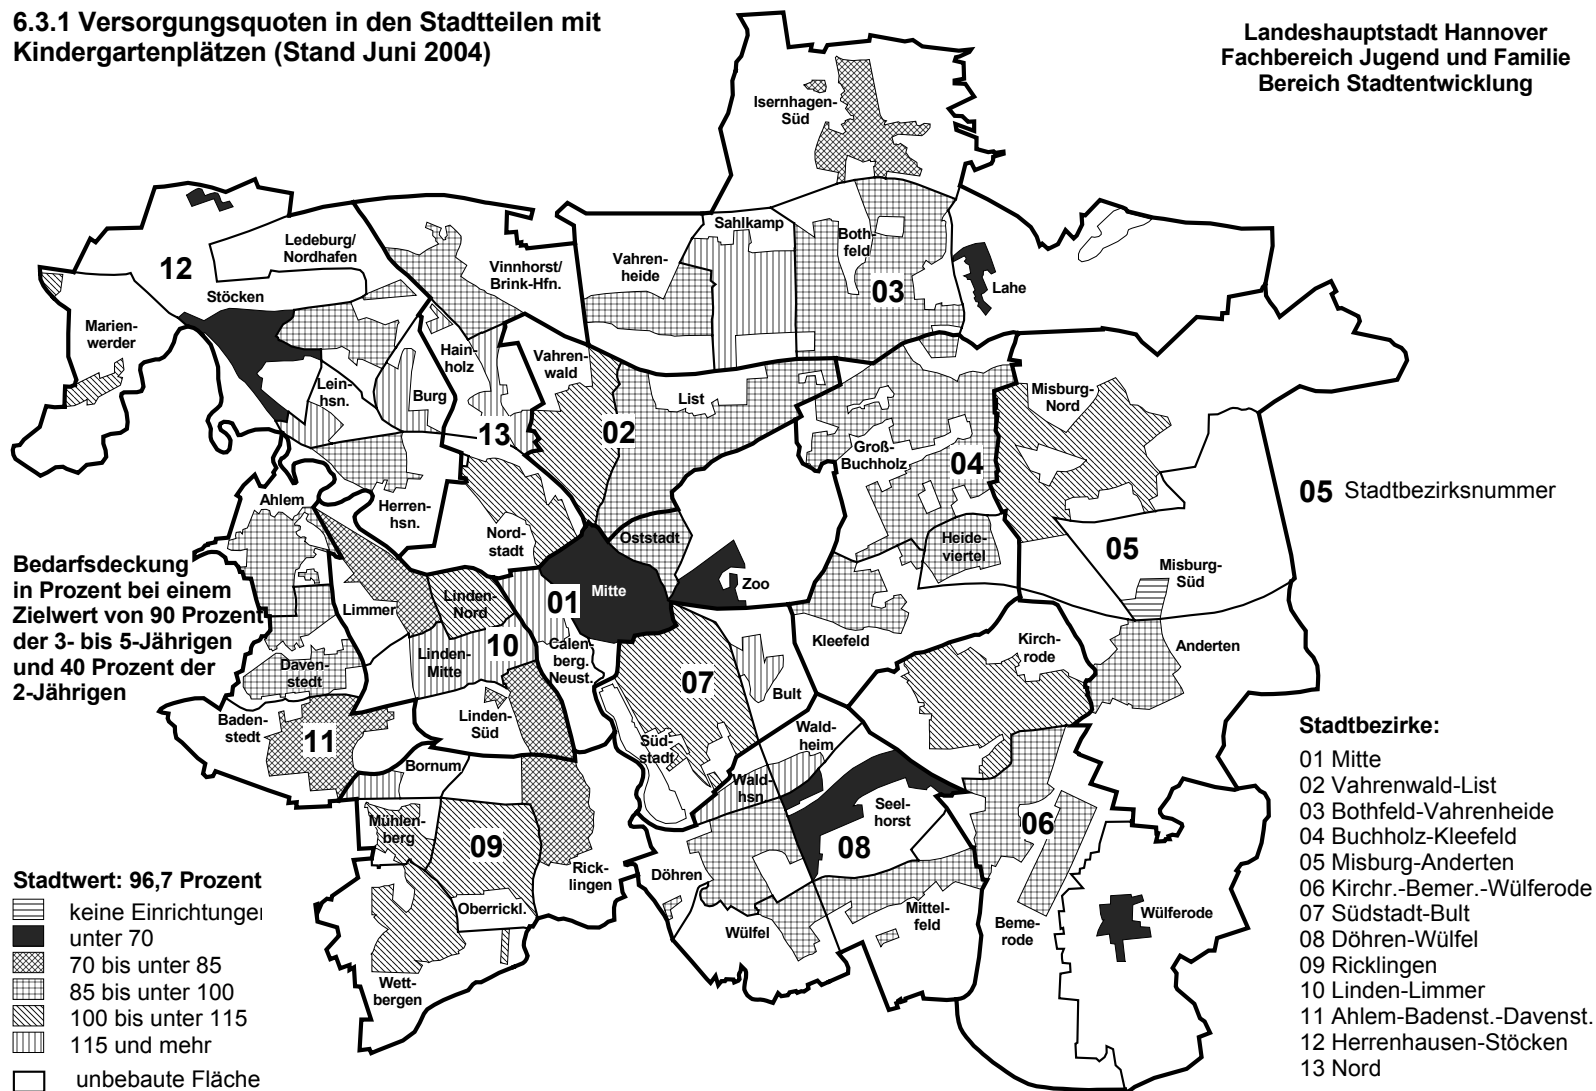 6.3.1 Versorgungsquoten in den Stadtteilen mit
Kindergartenplätzen (Stand Juni 2004)
Landeshauptstadt Hannover
Fachbereich Jugend und Familie
Bereich Stadtentwicklung
Isernhagen-
Süd
Sahlkamp
Both-
feld
Vahren-
heide
03
Lahe
12
Ledeburg/
Nordhafen
Vinnhorst/
Brink-Hfn.
Stöcken
Marien-
werder
Hain-
holz
Vahren-
wald
Lein-
hsn.
Burg
List
Misburg-
Nord
13
02
Groß-
Buchholz
04
05 Stadtbezirksnummer
Ahlem
Herren-
hsn.
Nord-
stadt
Oststadt
Heide-
viertel
05
Misburg-
Süd
Bedarfsdeckung
in Prozent bei einem
Zielwert von 90 Prozent
der 3- bis 5-Jährigen
und 40 Prozent der
2-Jährigen
Limmer
Linden-
Nord
01
Mitte
Zoo
Kleefeld
Kirch-
rode
Anderten
10
Linden-
Mitte
Calen-
berg.
Neust.
Daven-
stedt
07
Bult
Baden-
stedt
11
Linden-
Süd
Süd-
stadt
Wald-
heim
Bornum
Wald-
hsn
Seel-
horst
Mühlen-
berg
09
08
06
Rick-
lingen
Döhren
Oberrickl.
Wülfel
Mittel-
feld
Beme-
rode
Wülferode
Wett-
bergen
Stadtwert: 96,7 Prozent
keine Einrichtunger
unter 70
70 bis unter 85
85 bis unter 100
100 bis unter 115
115 und mehr
unbebaute Fläche
Stadtbezirke:
01 Mitte
02 Vahrenwald-List
03 Bothfeld-Vahrenheide
04 Buchholz-Kleefeld
05 Misburg-Anderten
06 Kirchr.-Bemer.-Wülferode
07 Südstadt-Bult
08 Döhren-Wülfel
09 Ricklingen
10 Linden-Limmer
11 Ahlem-Badenst.-Davenst.
12 Herrenhausen-Stöcken
13 Nord